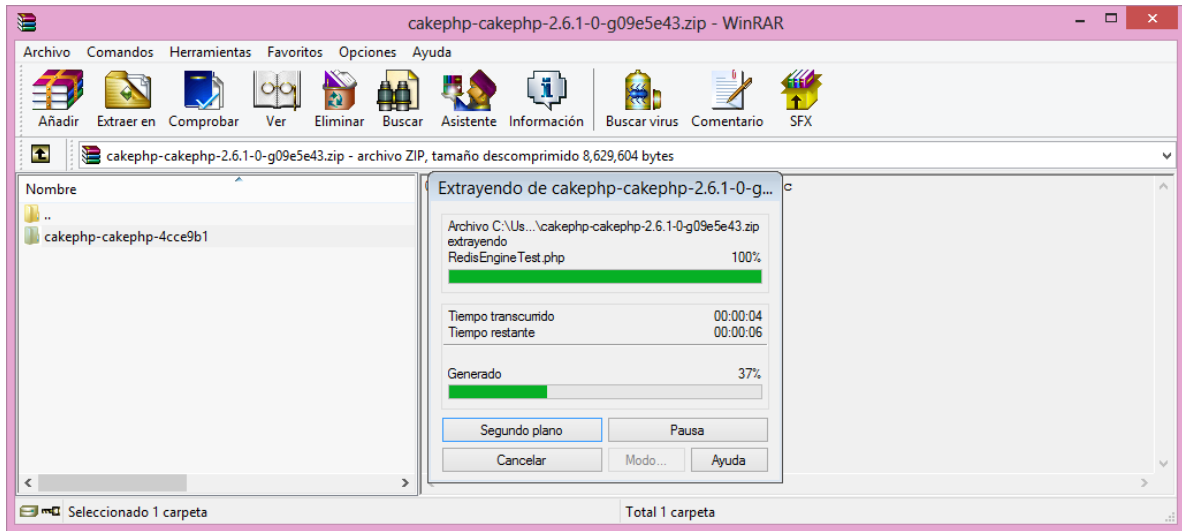 cakephp-cakephp-2.6.1-0-g09e5e43.zip - WinRAR
Archivo Comandos Herramientas Favoritos Opciones Ayuda
Añadir Extraer en Comprobar Ver Eliminar Buscar Asistente Información Buscar virus Comentario SFX
cakephp-cakephp-2.6.1-0-g09e5e43.zip - archivo ZIP, tamaño descomprimido 8,629,604 bytes
Nombre
..
cakephp-cakephp-4cce9b1
Extrayendo de cakephp-cakephp-2.6.1-0-g...
Archivo C:\Us...\cakephp-cakephp-2.6.1-0-g09e5e43.zip
extrayendo
RedisEngineTest.php 100%
Tiempo transcurrido 00:00:04
Tiempo restante 00:00:06
Generado 37%
Segundo plano Pausa
Cancelar Modo... Ayuda
Seleccionado 1 carpeta Total 1 carpeta